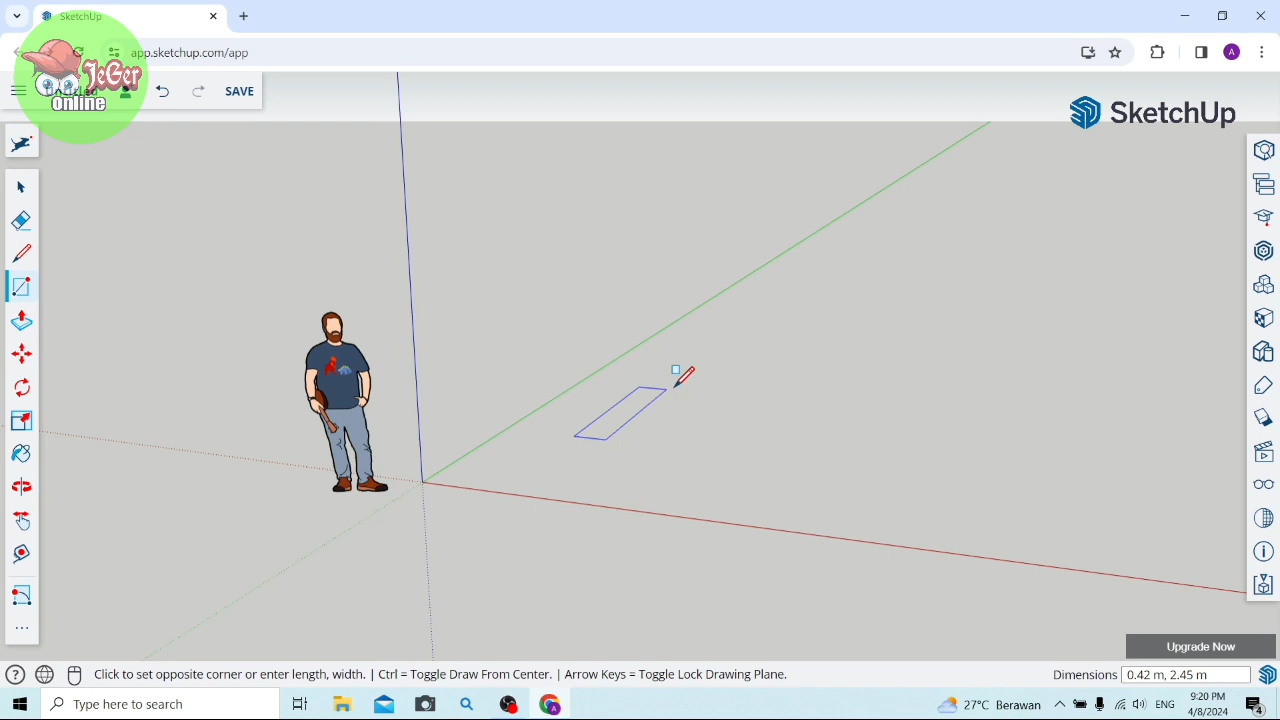 SketchUp
app.sketchup.com/app
A
JeGer
online
Untitled
SAVE
SketchUp
Upgrade Now
Click to set opposite corner or enter length, width. | Ctrl = Toggle Draw From Center. | Arrow Keys = Toggle Lock Drawing Plane.
Dimensions 0.42 m, 2.45 m
Type here to search
27°C Berawan
ENG
9:20 PM
4/8/2024
4